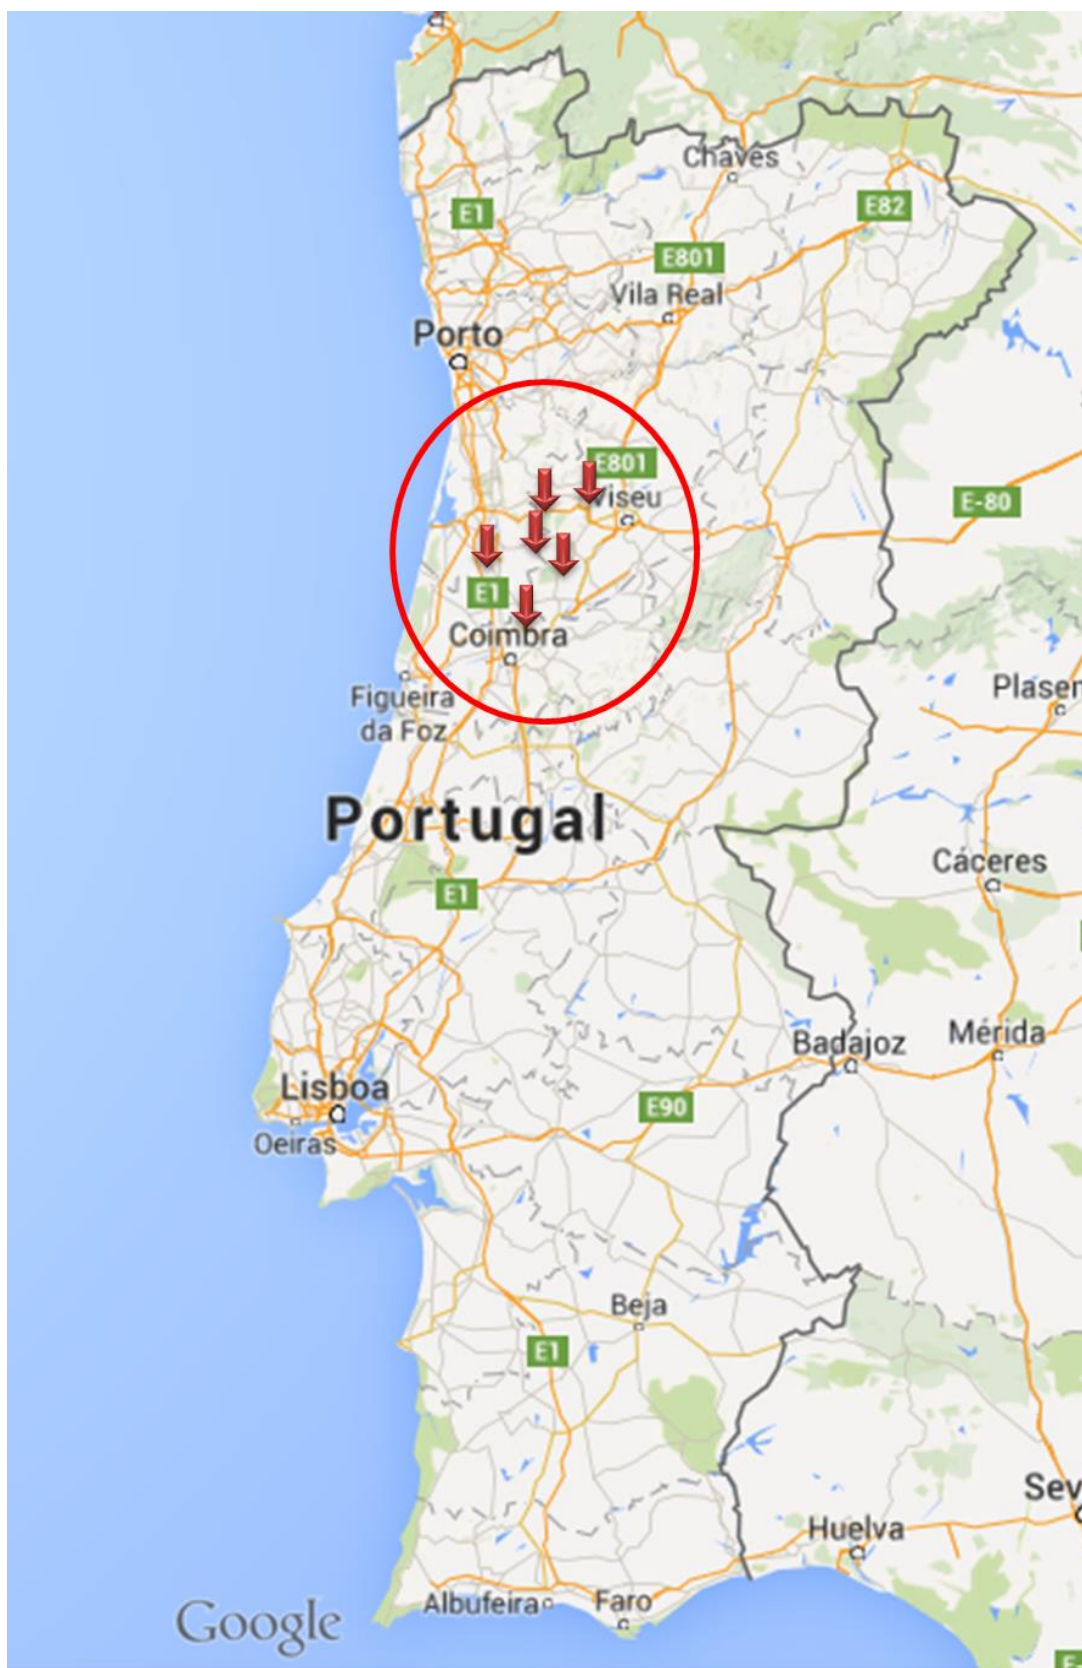 Chaves
E1
E82
E801
Vila Real
Porto
E801
Viseu
E-80
E1
Coimbra
Figueira
da Foz
Plasen
Portugal
Cáceres
E1
Mérida
Badajoz
Lisboa
E90
Oeiras
Beja
E1
Sev
Huelva
Albufeira
Faro
Google